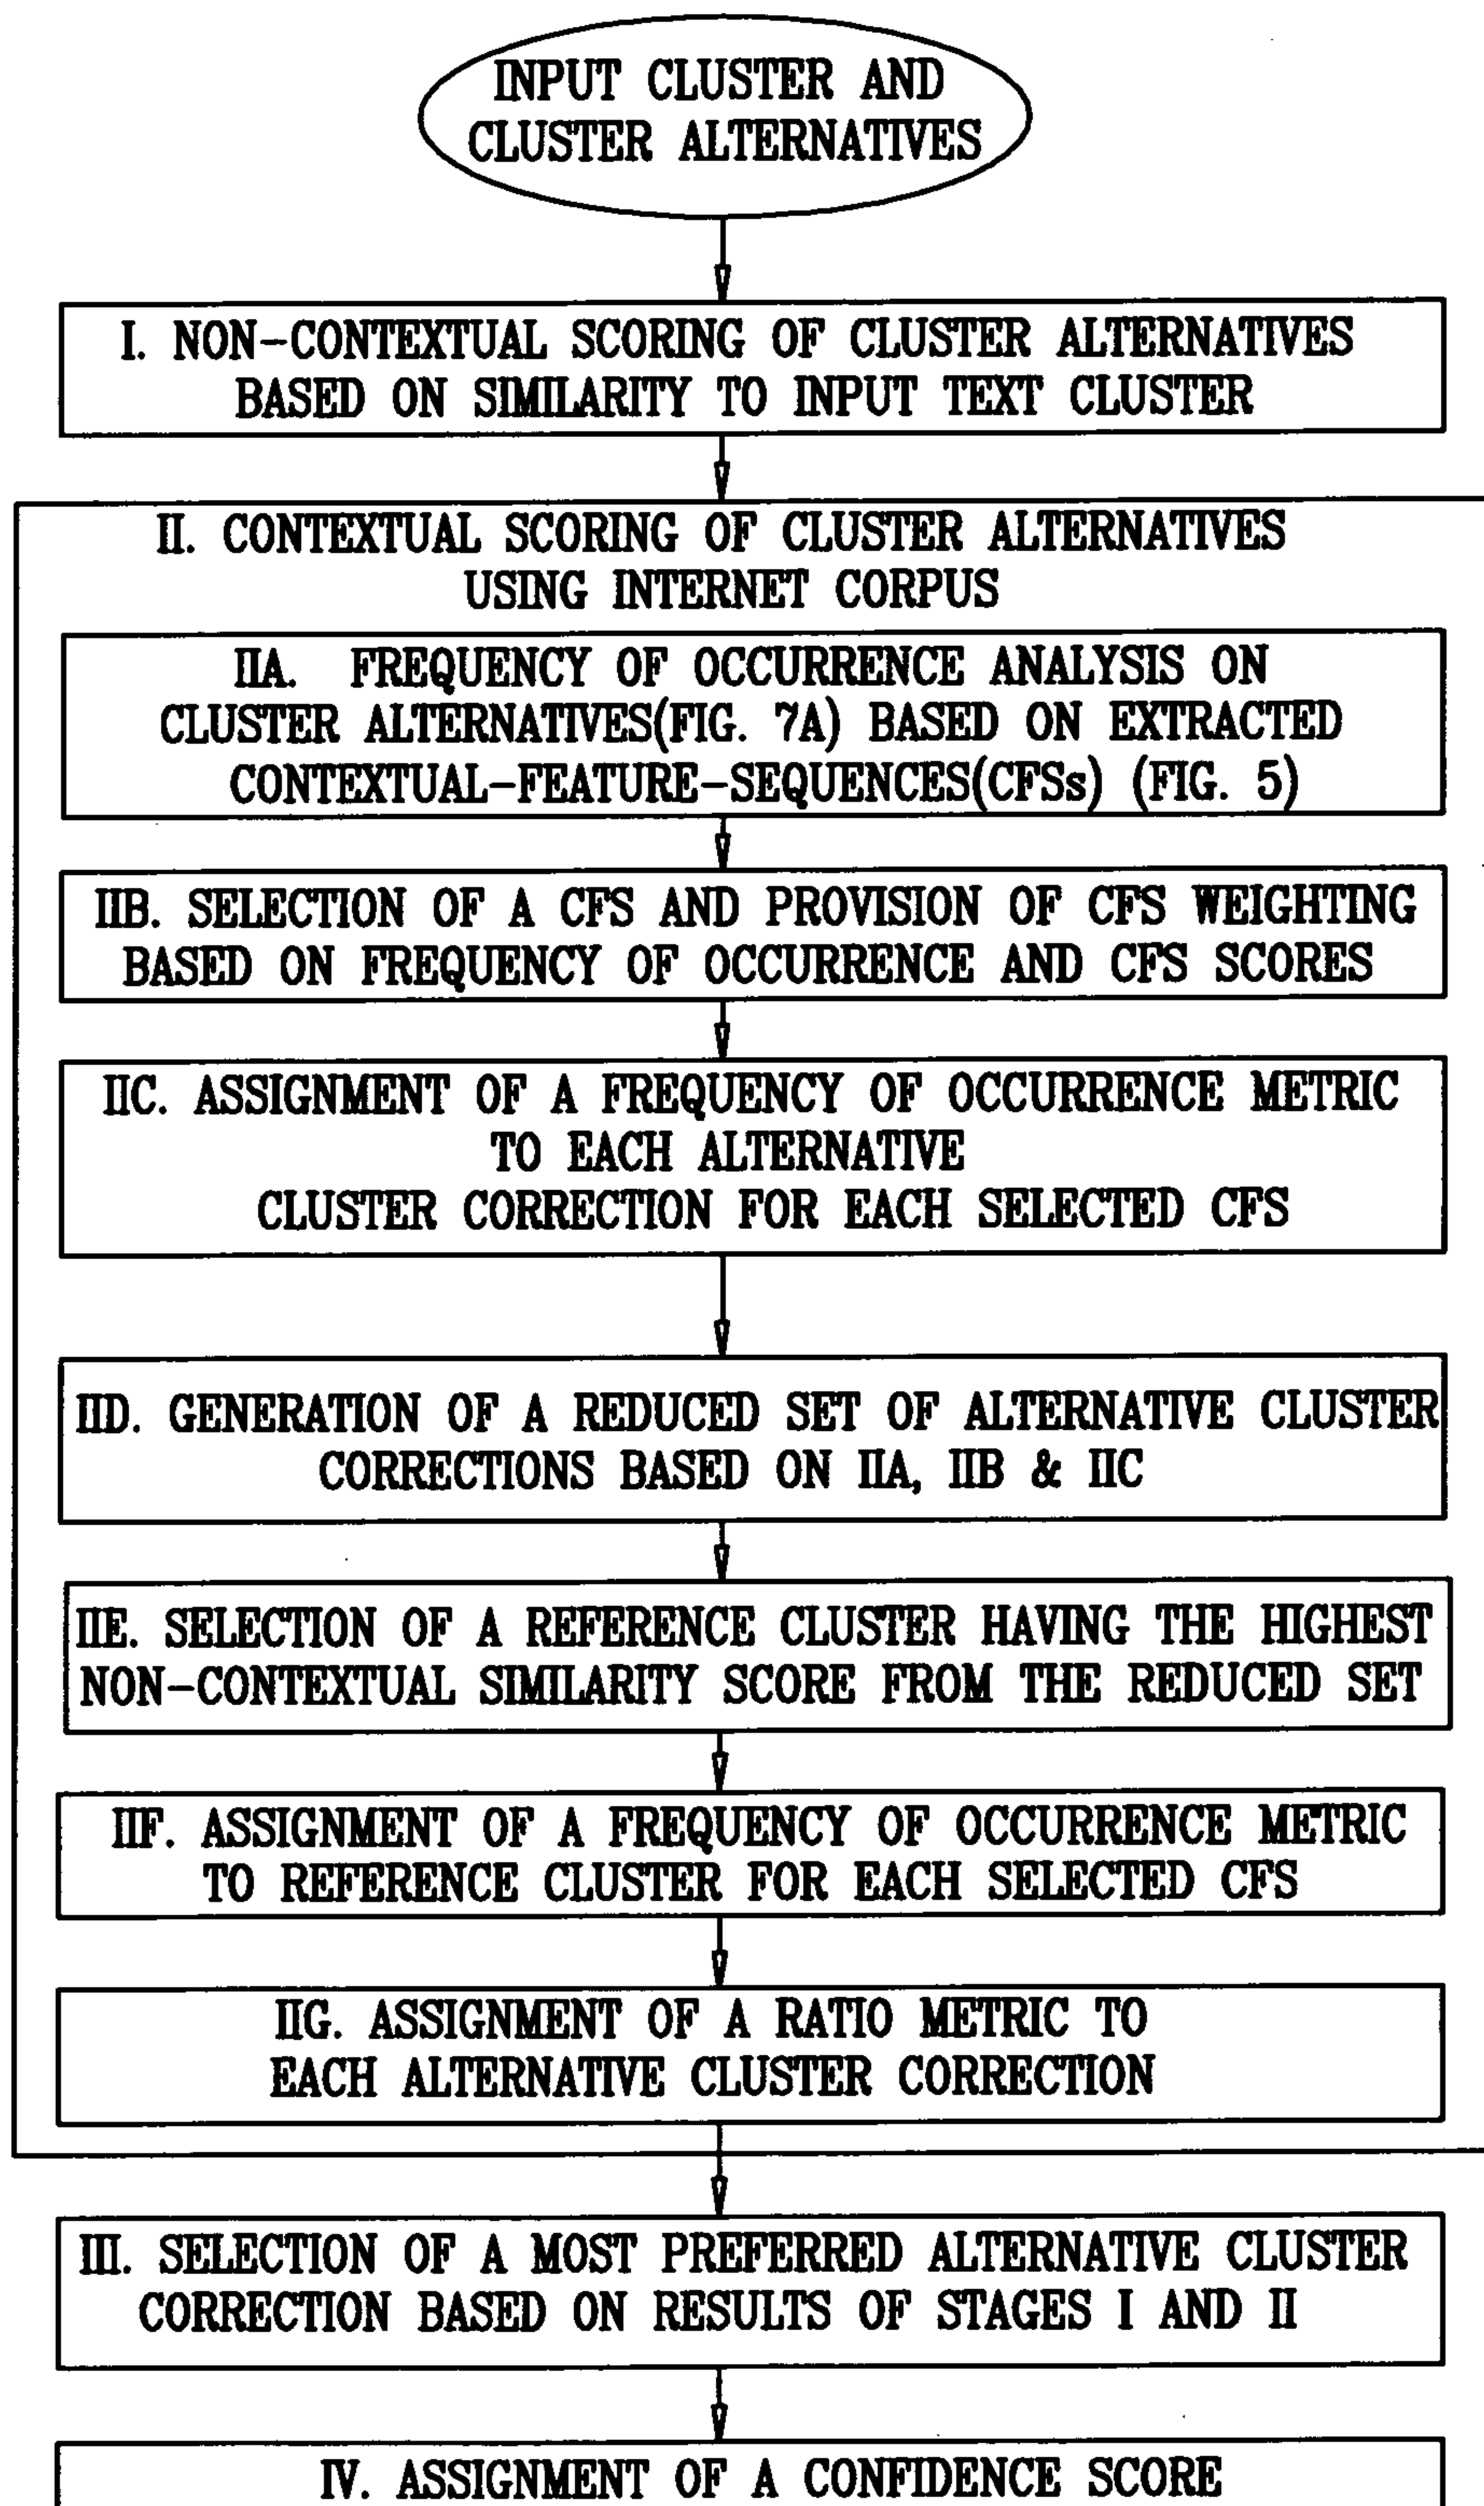 INPUT CLUSTER AND
CLUSTER ALTERNATIVES
I. NON-CONTEXTUAL SCORING OF CLUSTER ALTERNATIVES
BASED ON SIMILARITY TO INPUT TEXT CLUSTER
II. CONTEXTUAL SCORING OF CLUSTER ALTERNATIVES
USING INTERNET CORPUS
IIA. FREQUENCY OF OCCURRENCE ANALYSIS ON
CLUSTER ALTERNATIVES(FIG. 7A) BASED ON EXTRACTED
CONTEXTUAL-FEATURE-SEQUENCES(CFSs) (FIG. 5)
IIB. SELECTION OF A CFS AND PROVISION OF CFS WEIGHTING
BASED ON FREQUENCY OF OCCURRENCE AND CFS SCORES
IIC. ASSIGNMENT OF A FREQUENCY OF OCCURRENCE METRIC
TO EACH ALTERNATIVE
CLUSTER CORRECTION FOR EACH SELECTED CFS
IID. GENERATION OF A REDUCED SET OF ALTERNATIVE CLUSTER
CORRECTIONS BASED ON IIA, IIB & IIC
IIE. SELECTION OF A REFERENCE CLUSTER HAVING THE HIGHEST
NON-CONTEXTUAL SIMILARITY SCORE FROM THE REDUCED SET
IIF. ASSIGNMENT OF A FREQUENCY OF OCCURRENCE METRIC
TO REFERENCE CLUSTER FOR EACH SELECTED CFS
IIG. ASSIGNMENT OF A RATIO METRIC TO
EACH ALTERNATIVE CLUSTER CORRECTION
III. SELECTION OF A MOST PREFERRED ALTERNATIVE CLUSTER
CORRECTION BASED ON RESULTS OF STAGES I AND II
IV. ASSIGNMENT OF A CONFIDENCE SCORE